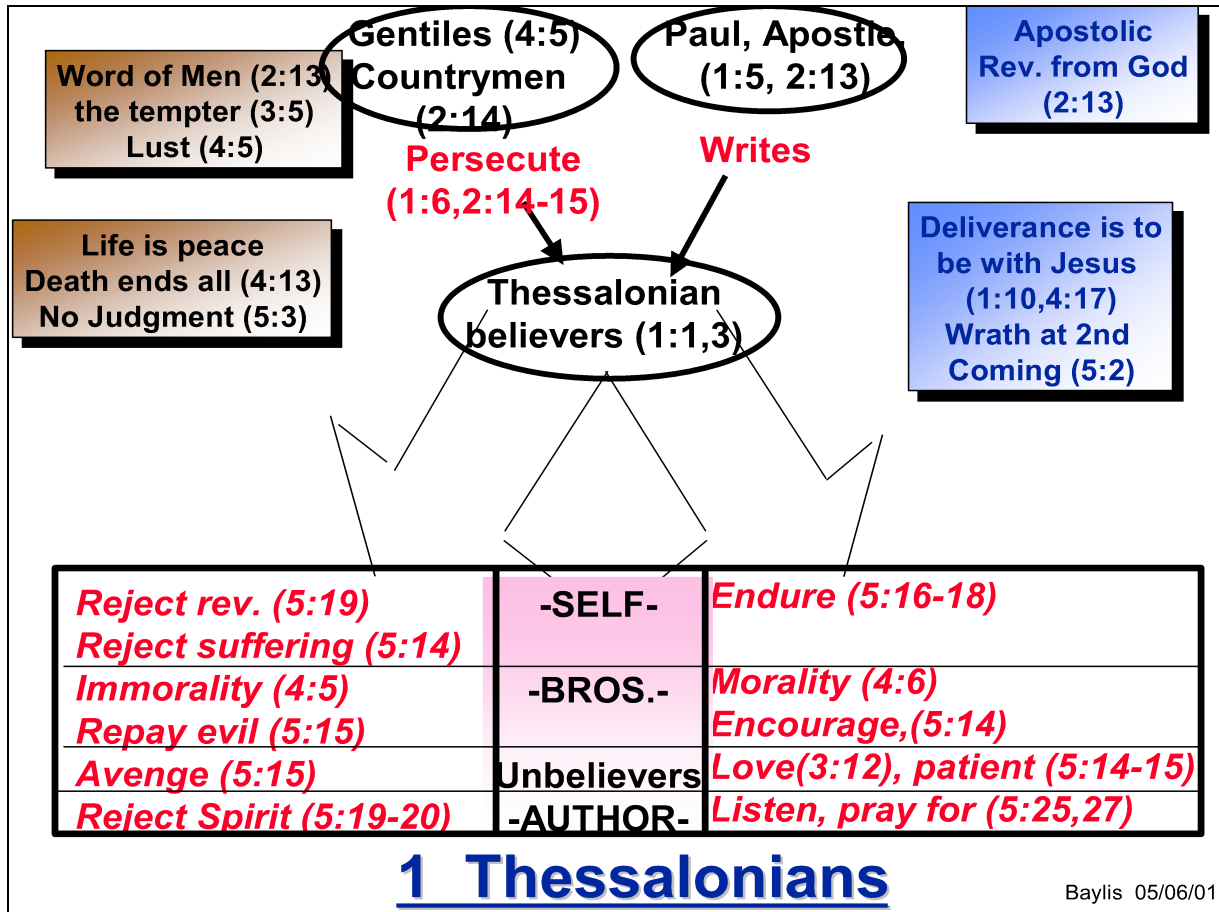 Gentiles (4:5)
Countrymen
(2:14)
Paul, Apostle,
(1:5, 2:13)
Apostolic
Rev. from God
(2:13)
Word of Men (2:13)
the tempter (3:5)
Lust (4:5)
Persecute
(1:6,2:14-15)
Writes
Life is peace
Death ends all (4:13)
No Judgment (5:3)
Deliverance is to
be with Jesus
(1:10,4:17)
Wrath at 2nd
Coming (5:2)
Thessalonian
believers (1:1,3)
Reject rev. (5:19)
Reject suffering (5:14)
-SELF-
Endure (5:16-18)
Immorality (4:5)
Repay evil (5:15)
-BROS.-
Morality (4:6)
Encourage,(5:14)
Avenge (5:15)
Unbelievers
Love(3:12), patient (5:14-15)
Reject Spirit (5:19-20)
-AUTHOR-
Listen, pray for (5:25,27)
1 Thessalonians
Baylis 05/06/01